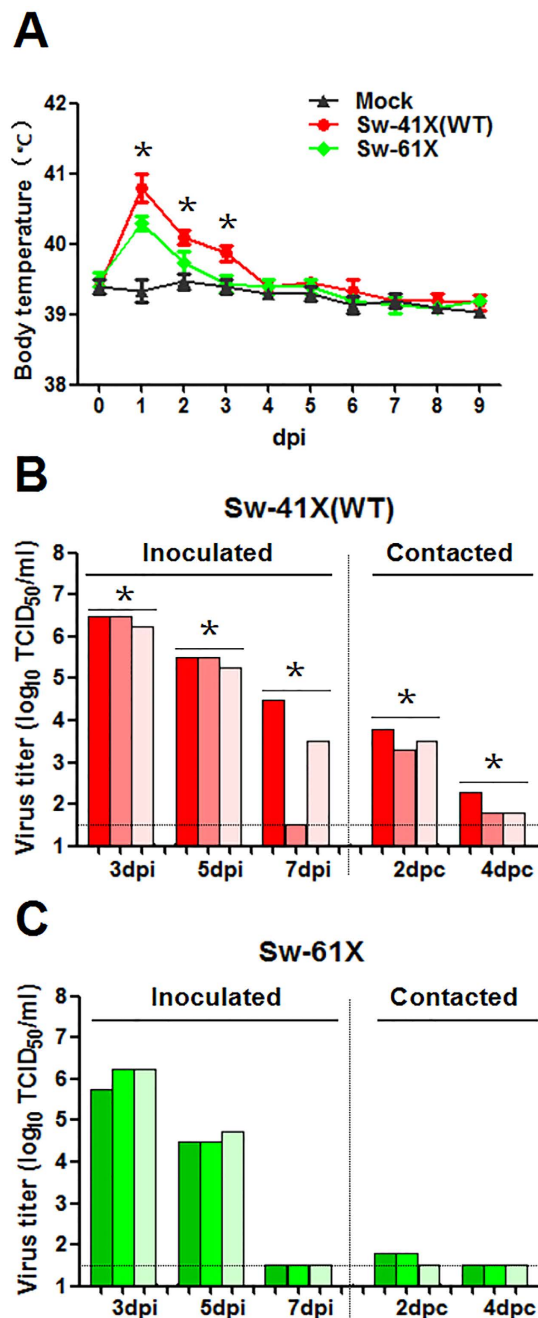 A
Mock
Sw-41X(WT)
Sw-61X
Body temperature (℃)
42
41
40
39
38
* * *
0 1 2 3 4 5 6 7 8 9
dpi
B
Sw-41X(WT)
Inoculated Contacted
Virus titer (log10 TCID50/ml)
8
7
6
5
4
3
2
1
* * * * *
3dpi 5dpi 7dpi 2dpc 4dpc
C
Sw-61X
Inoculated Contacted
Virus titer (log10 TCID50/ml)
8
7
6
5
4
3
2
1
3dpi 5dpi 7dpi 2dpc 4dpc